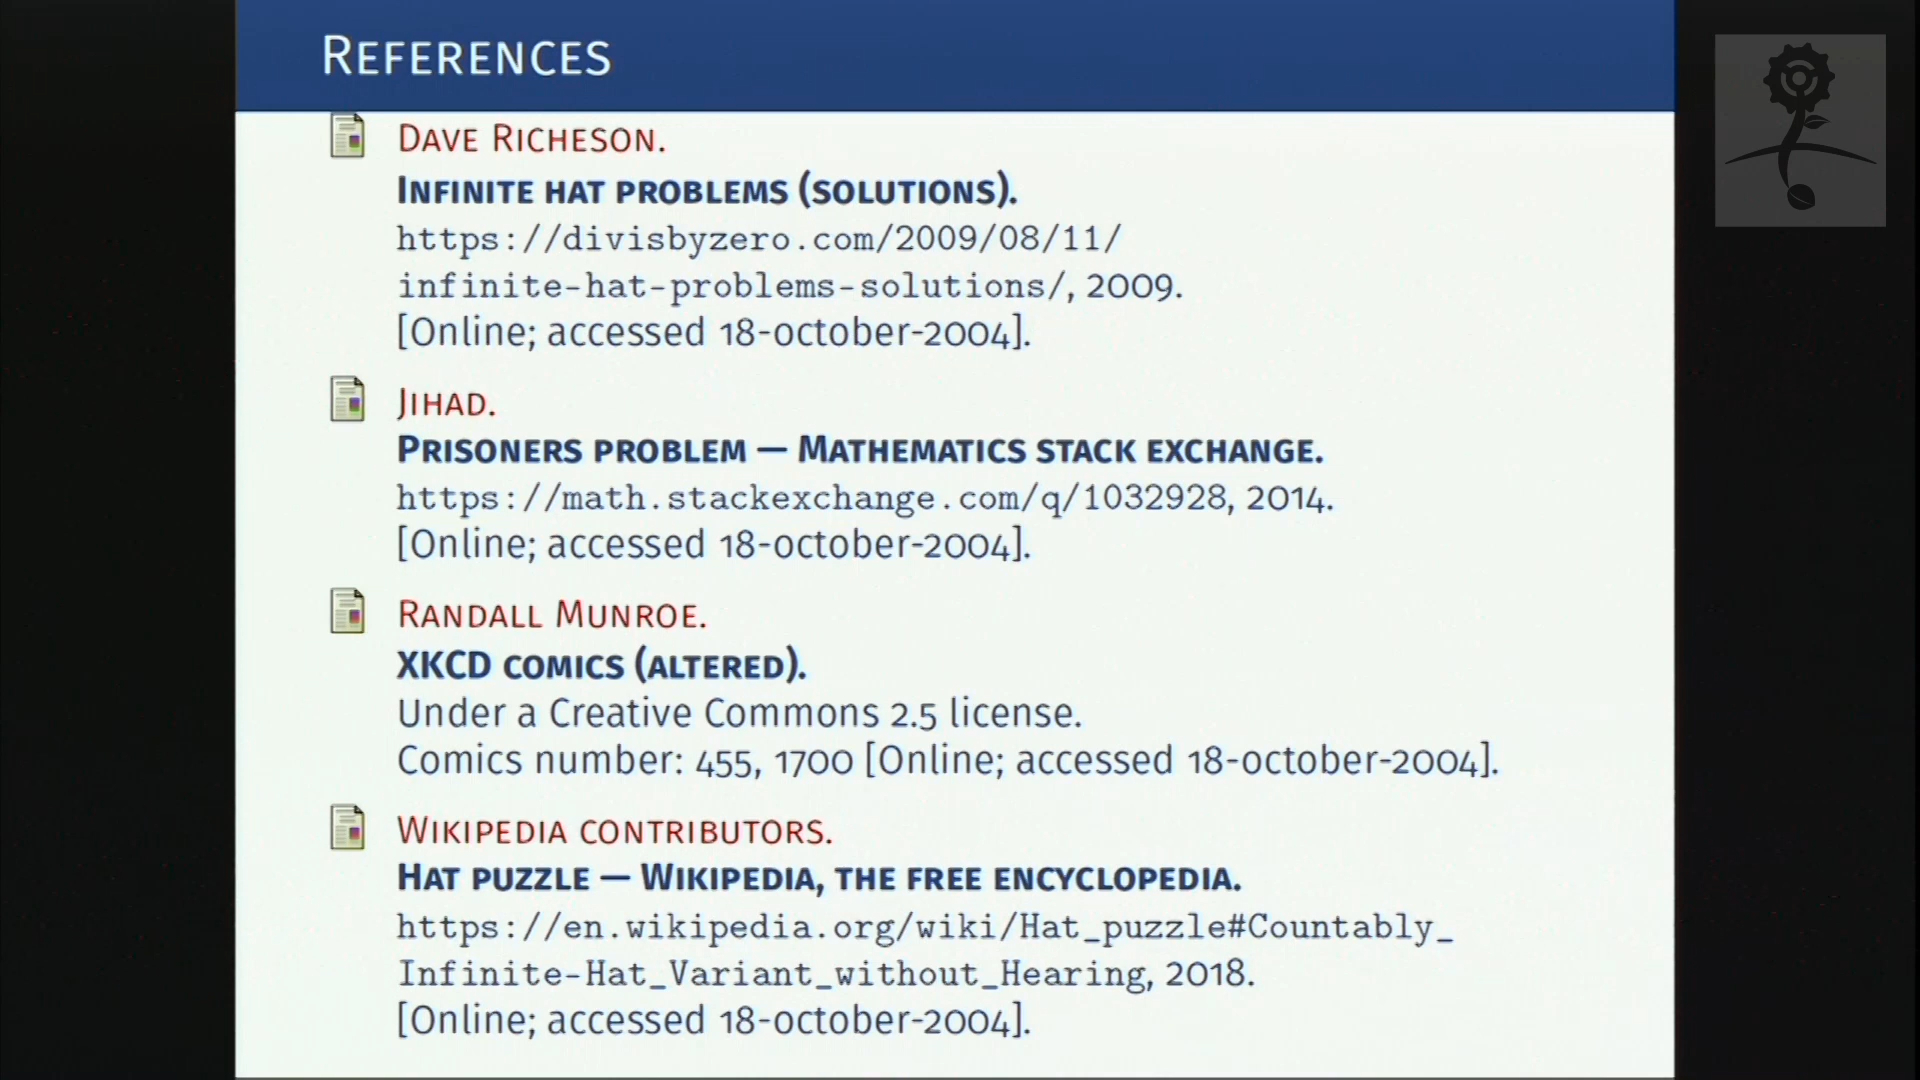 References
Dave Richeson.
Infinite hat problems (solutions).
https://divisbyzero.com/2009/08/11/
infinite-hat-problems-solutions/, 2009.
[Online; accessed 18-october-2004].
Jihad.
Prisoners problem — Mathematics stack exchange.
https://math.stackexchange.com/q/1032928, 2014.
[Online; accessed 18-october-2004].
Randall Munroe.
XKCD comics (altered).
Under a Creative Commons 2.5 license.
Comics number: 455, 1700 [Online; accessed 18-october-2004].
Wikipedia contributors.
Hat puzzle — Wikipedia, the free encyclopedia.
https://en.wikipedia.org/wiki/Hat_puzzle#Countably_
Infinite-Hat_Variant_without_Hearing, 2018.
[Online; accessed 18-october-2004].